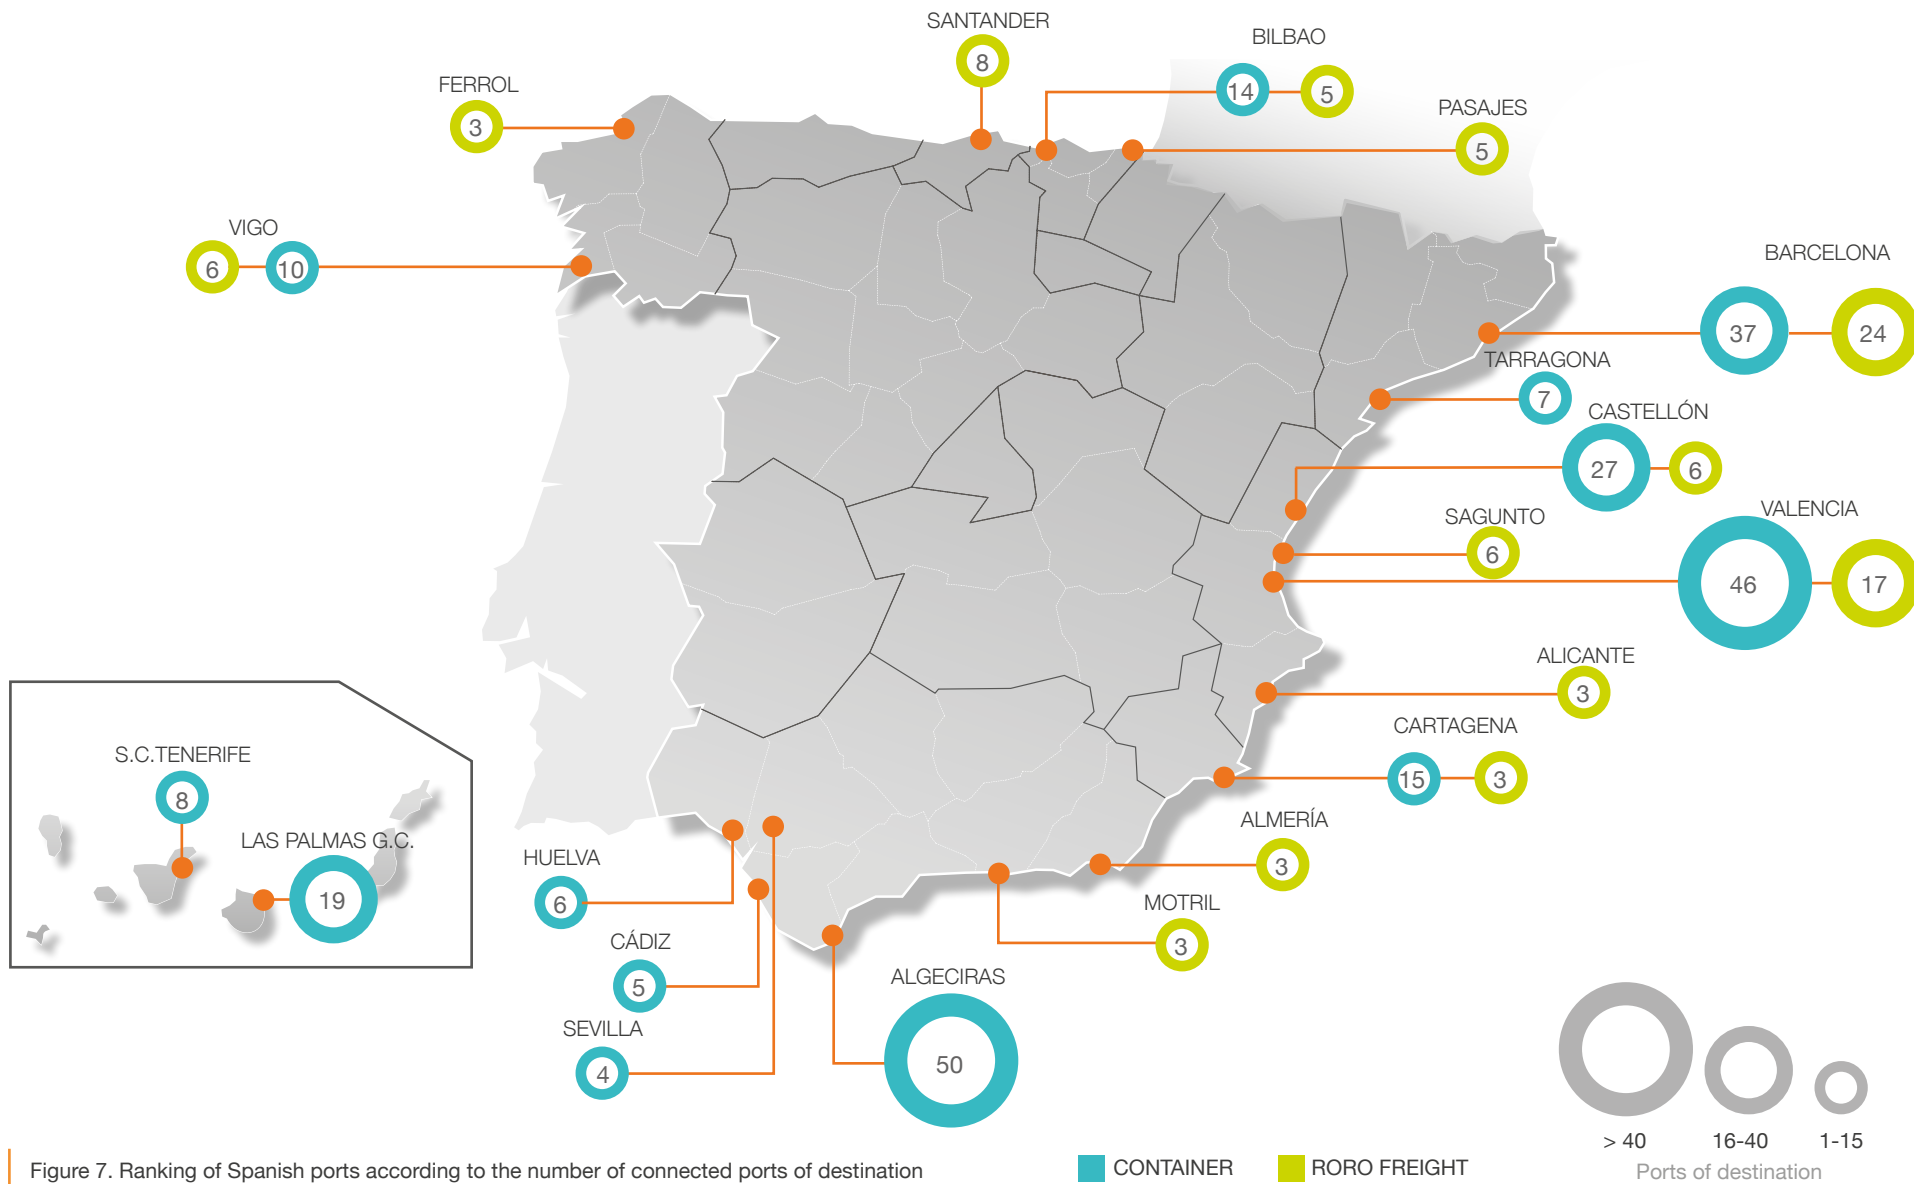 SANTANDER
8
BILBAO
14
5
FERROL
3
PASAJES
5
VIGO
6
10
BARCELONA
37
24
TARRAGONA
7
CASTELLÓN
27
6
SAGUNTO
6
VALENCIA
46
17
ALICANTE
3
CARTAGENA
15
3
S.C.TENERIFE
8
LAS PALMAS G.C.
19
ALMERÍA
3
HUELVA
6
MOTRIL
3
CÁDIZ
5
ALGECIRAS
50
SEVILLA
4
> 40
16-40
1-15
Ports of destination
CONTAINER
RORO FREIGHT
Figure 7. Ranking of Spanish ports according to the number of connected ports of destination